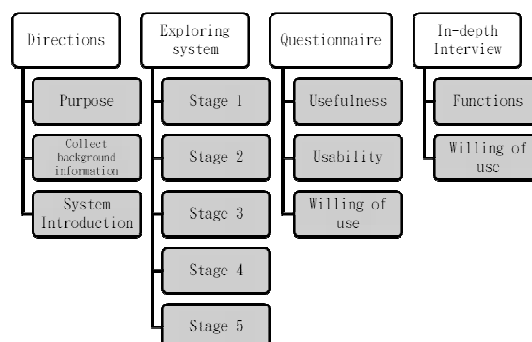 Directions
Purpose
Collect
background
information
System
Introduction
Exploring
system
Stage 1
Stage 2
Stage 3
Stage 4
Stage 5
Questionnaire
Usefulness
Usability
Willing of
use
In-depth
Interview
Functions
Willing of
use